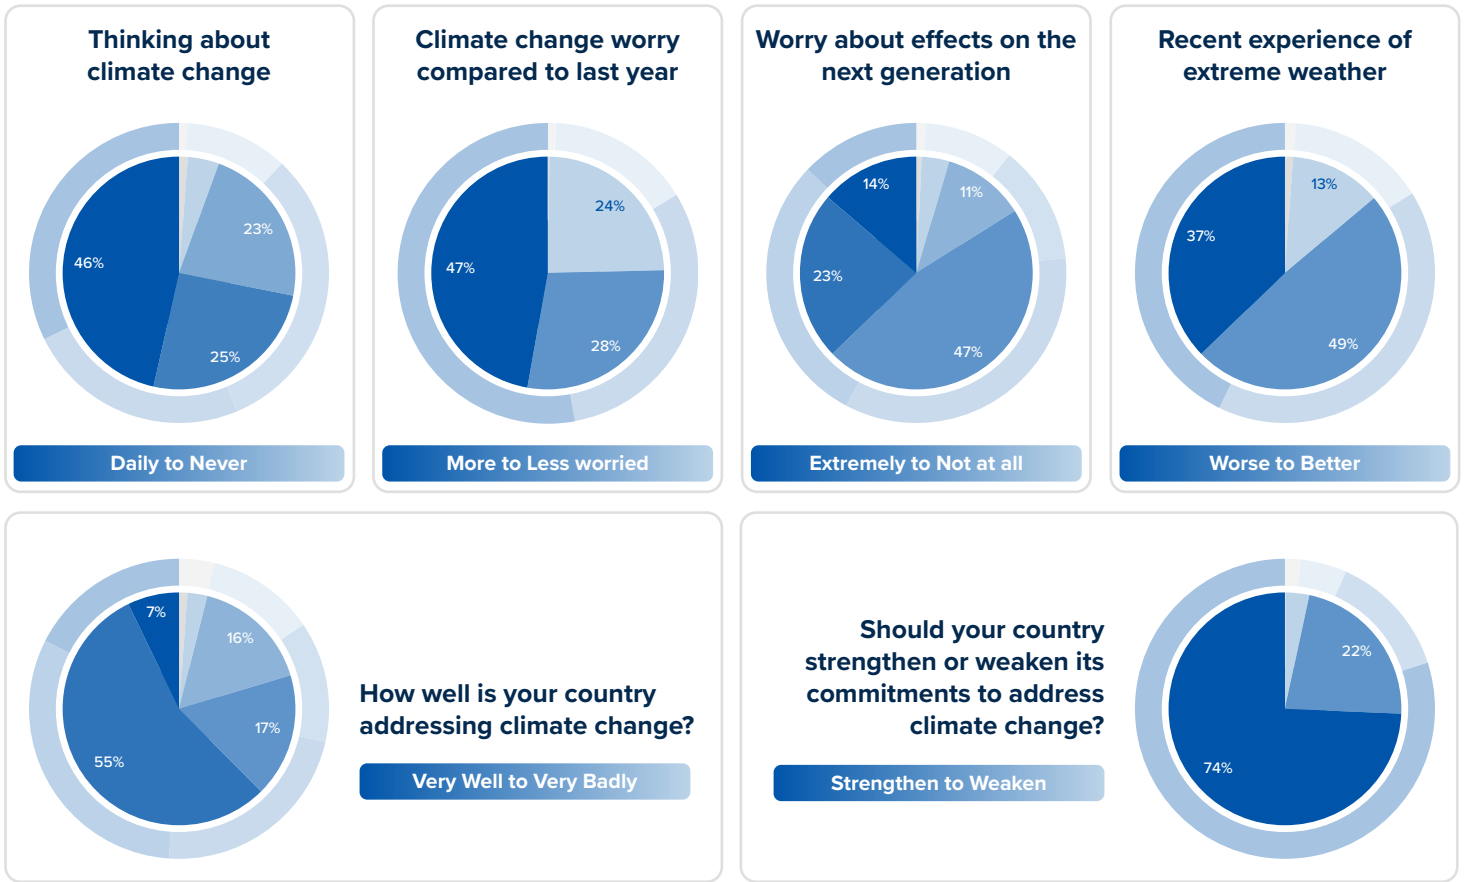 Thinking about
climate change
46%
23%
25%
Daily to Never
Climate change worry
compared to last year
24%
47%
28%
More to Less worried
Worry about effects on the
next generation
14%
11%
23%
47%
Extremely to Not at all
Recent experience of
extreme weather
13%
37%
49%
Worse to Better
7%
16%
17%
55%
How well is your country
addressing climate change?
Very Well to Very Badly
Should your country
strengthen or weaken its
commitments to address
climate change?
Strengthen to Weaken
22%
74%